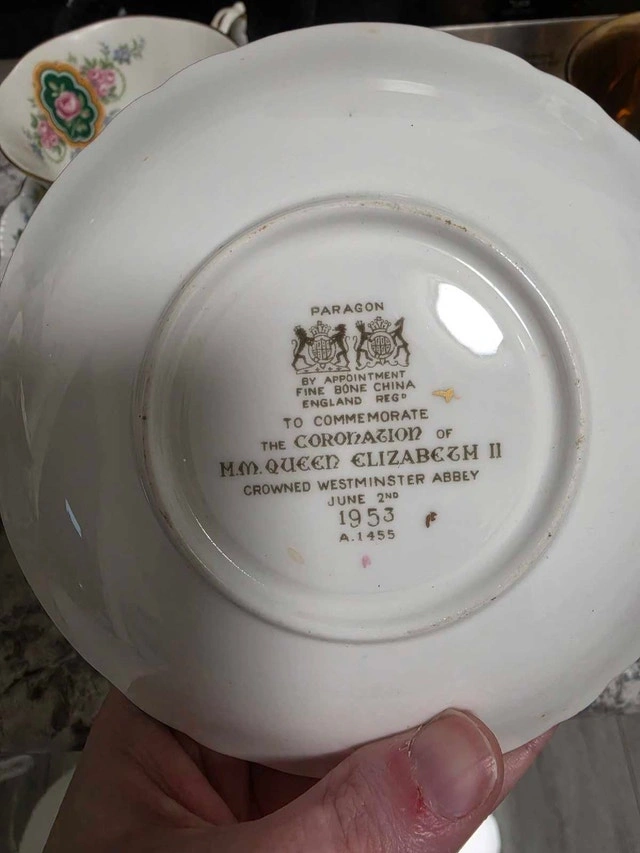 PARAGON
BY APPOINTMENT
FINE BONE CHINA
ENGLAND REGD
TO COMMEMORATE
THE CORONATION OF
H.M. QUEEN ELIZABETH II
CROWNED WESTMINSTER ABBEY
JUNE 2ND
1953
A.1455